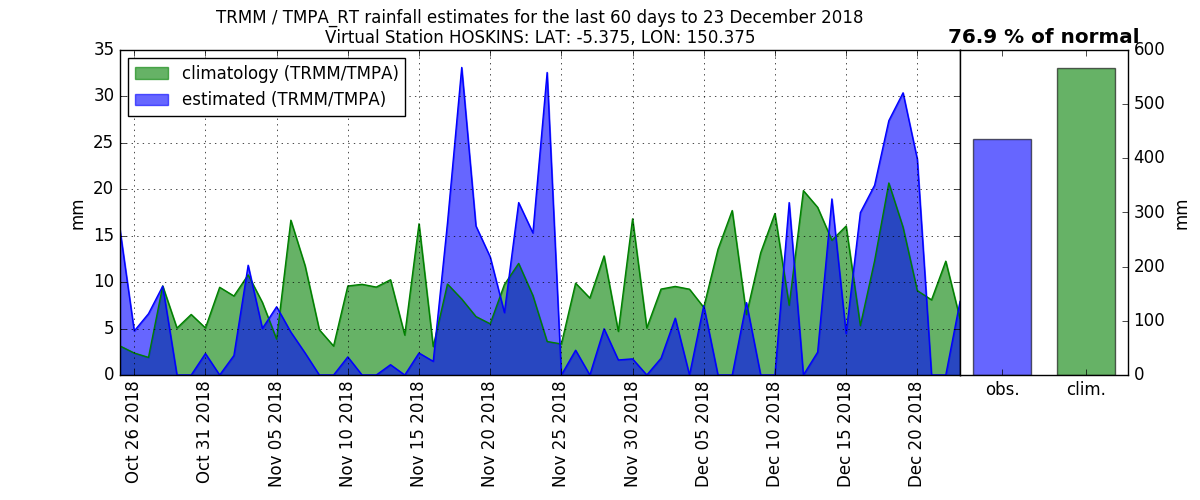 TRMM / TMPA_RT rainfall estimates for the last 60 days to 23 December 2018
Virtual Station HOSKINS: LAT: -5.375, LON: 150.375
76.9 % of normal
climatology (TRMM/TMPA)
estimated (TRMM/TMPA)
mm
35
30
25
20
15
10
5
0
Oct 26 2018
Oct 31 2018
Nov 05 2018
Nov 10 2018
Nov 15 2018
Nov 20 2018
Nov 25 2018
Nov 30 2018
Dec 05 2018
Dec 10 2018
Dec 15 2018
Dec 20 2018
obs.
clim.
600
500
400
300
200
100
0
mm